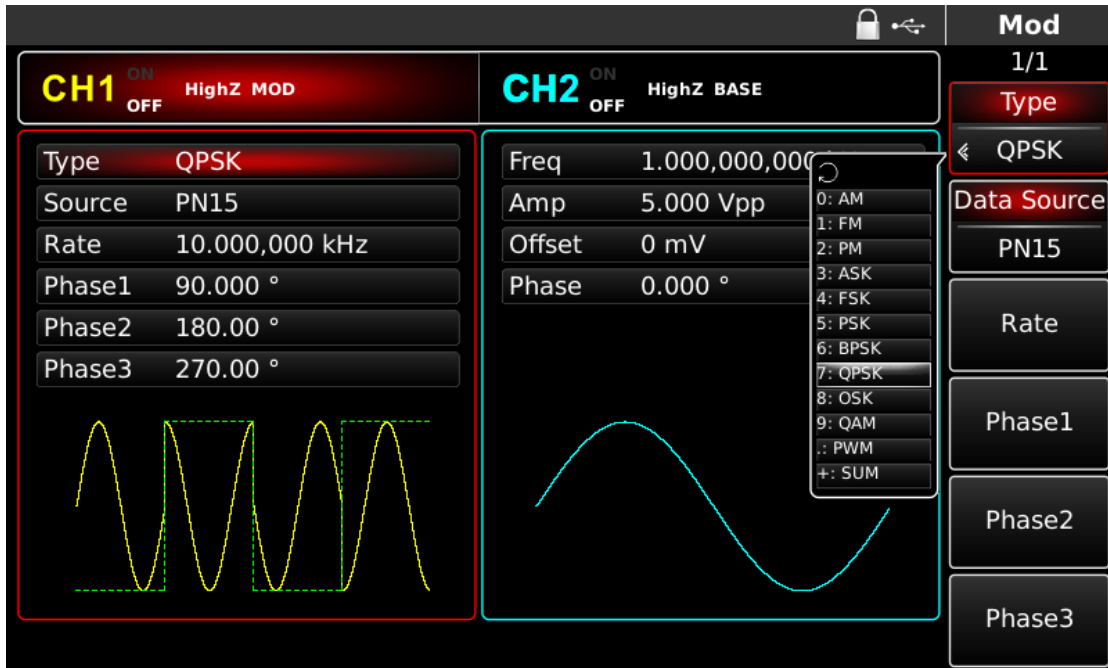 Mod
1/1
CH1 ON OFF HighZ MOD
CH2 ON OFF HighZ BASE
Type QPSK
Source PN15
Rate 10.000,000 kHz
Phase1 90.000 °
Phase2 180.00 °
Phase3 270.00 °
Freq 1.000,000,000
Amp 5.000 Vpp
Offset 0 mV
Phase 0.000 °
0: AM
1: FM
2: PM
3: ASK
4: FSK
5: PSK
6: BPSK
7: QPSK
8: OSK
9: QAM
.: PWM
+: SUM
Type
QPSK
Data Source
PN15
Rate
Phase1
Phase2
Phase3